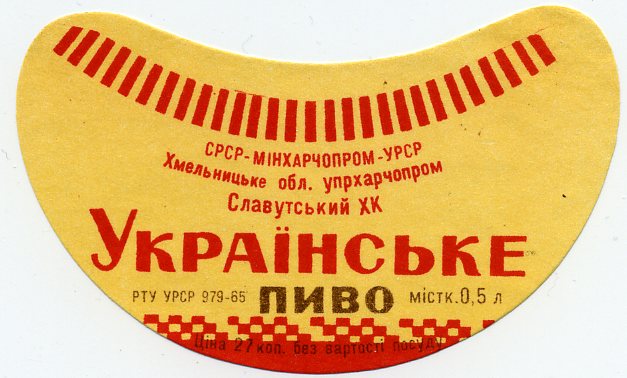 СРСР-МІНХАРЧОПРОМ-УРСР
Хмельницьке обл. упрхарчопром
Славутський ХК
УКРАЇНСЬКЕ
РТУ УРСР 979-65 ПИВО містк.0,5 л
Ціна 27 коп. без вартості посуду